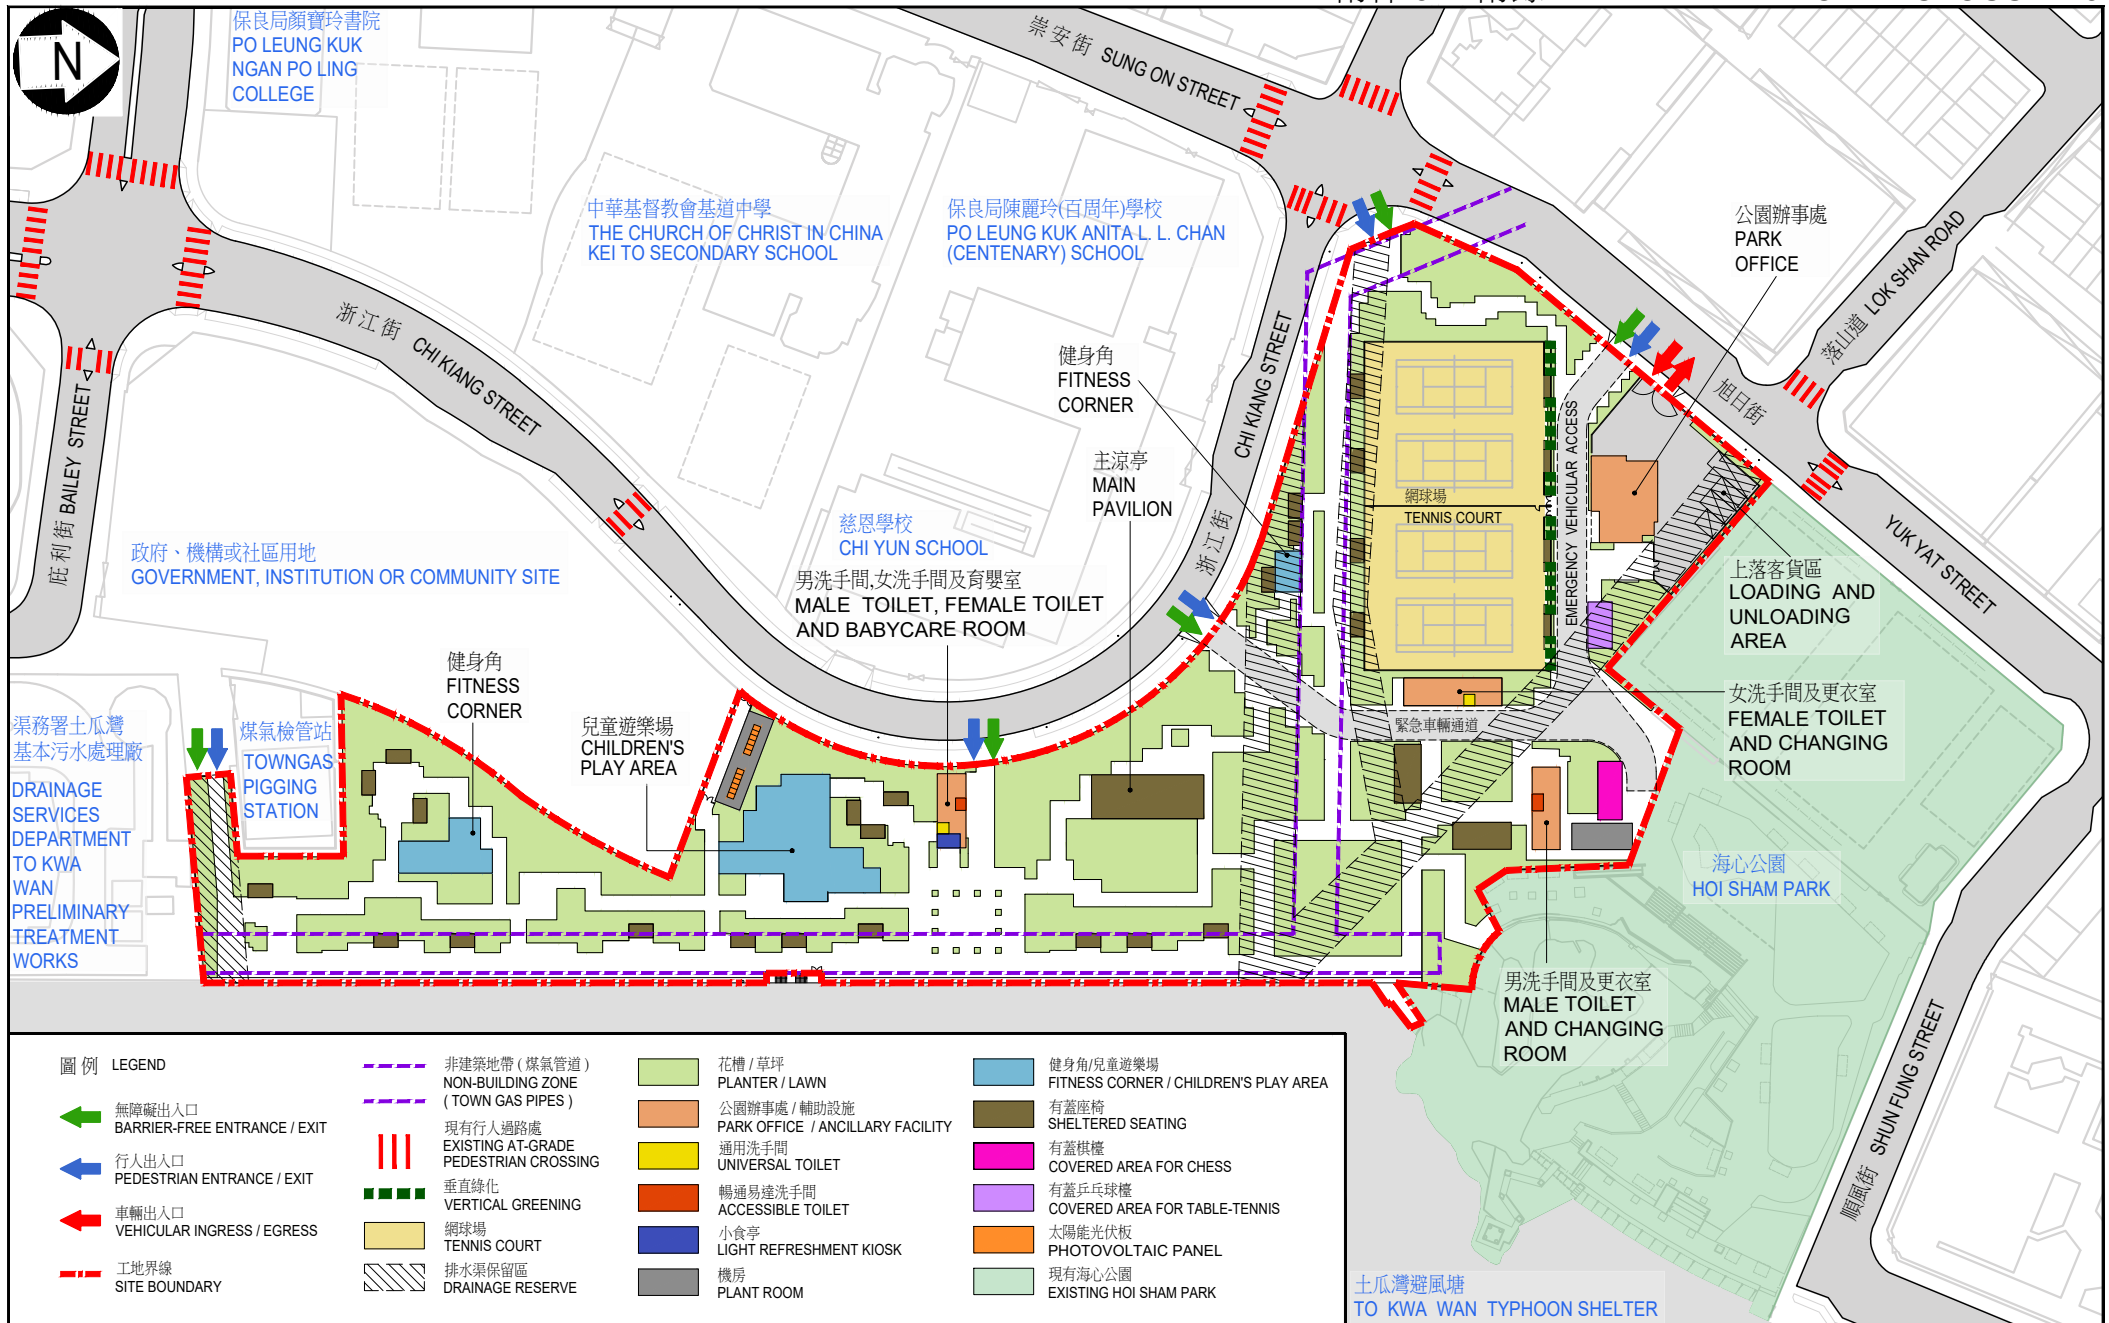 N
保良局顏寶玲書院
PO LEUNG KUK
NGAN PO LING
COLLEGE
崇安街 SUNG ON STREET
中華基督教會基道中學
THE CHURCH OF CHRIST IN CHINA
KEI TO SECONDARY SCHOOL
保良局陳麗玲(百周年)學校
PO LEUNG KUK ANITA L. L. CHAN
(CENTENARY) SCHOOL
公園辦事處
PARK
OFFICE
落山道 LOK SHAN ROAD
浙江街 CHI KIANG STREET
CHI KIANG STREET
浙江街
旭日街
YUK YAT STREET
庇利街 BAILEY STREET
健身角
FITNESS
CORNER
主涼亭
MAIN
PAVILION
網球場
TENNIS COURT
EMERGENCY VEHICULAR ACCESS
緊急車輛通道
慈恩學校
CHI YUN SCHOOL
男洗手間,女洗手間及育嬰室
MALE TOILET, FEMALE TOILET
AND BABYCARE ROOM
政府、機構或社區用地
GOVERNMENT, INSTITUTION OR COMMUNITY SITE
上落客貨區
LOADING AND
UNLOADING
AREA
女洗手間及更衣室
FEMALE TOILET
AND CHANGING
ROOM
健身角
FITNESS
CORNER
兒童遊樂場
CHILDREN'S
PLAY AREA
渠務署土瓜灣
基本污水處理廠
DRAINAGE
SERVICES
DEPARTMENT
TO KWA
WAN
PRELIMINARY
TREATMENT
WORKS
煤氣檢管站
TOWNGAS
PIGGING
STATION
海心公園
HOI SHAM PARK
男洗手間及更衣室
MALE TOILET
AND CHANGING
ROOM
順風街 SHUN FUNG STREET
土瓜灣避風塘
TO KWA WAN TYPHOON SHELTER
圖例 LEGEND
無障礙出入口
BARRIER-FREE ENTRANCE / EXIT
行人出入口
PEDESTRIAN ENTRANCE / EXIT
車輛出入口
VEHICULAR INGRESS / EGRESS
工地界線
SITE BOUNDARY
非建築地帶 ( 煤氣管道 )
NON-BUILDING ZONE
( TOWN GAS PIPES )
現有行人過路處
EXISTING AT-GRADE
PEDESTRIAN CROSSING
垂直綠化
VERTICAL GREENING
網球場
TENNIS COURT
排水渠保留區
DRAINAGE RESERVE
花槽 / 草坪
PLANTER / LAWN
公園辦事處 / 輔助設施
PARK OFFICE / ANCILLARY FACILITY
通用洗手間
UNIVERSAL TOILET
暢通易達洗手間
ACCESSIBLE TOILET
小食亭
LIGHT REFRESHMENT KIOSK
機房
PLANT ROOM
健身角/兒童遊樂場
FITNESS CORNER / CHILDREN'S PLAY AREA
有蓋座椅
SHELTERED SEATING
有蓋棋檯
COVERED AREA FOR CHESS
有蓋乒乓球檯
COVERED AREA FOR TABLE-TENNIS
太陽能光伏板
PHOTOVOLTAIC PANEL
現有海心公園
EXISTING HOI SHAM PARK